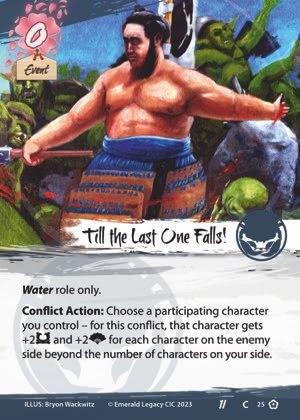 0
Event
Till the Last One Falls!
Water role only.
Conflict Action: Choose a participating character
you control – for this conflict, that character gets
+2 and +2 for each character on the enemy
side beyond the number of characters on your side.
ILLUS: Bryon Wackwitz © Emerald Legacy CIC 2023 C 25